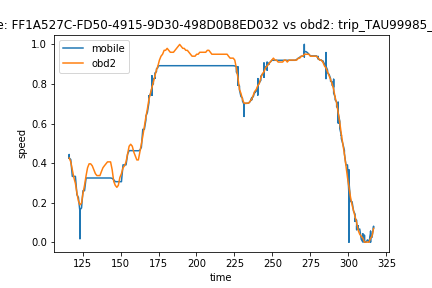 e: FF1A527C-FD50-4915-9D30-498D0B8ED032 vs obd2: trip_TAU99985_
mobile
obd2
1.0
0.8
0.6
0.4
0.2
0.0
speed
125 150 175 200 225 250 275 300 325
time